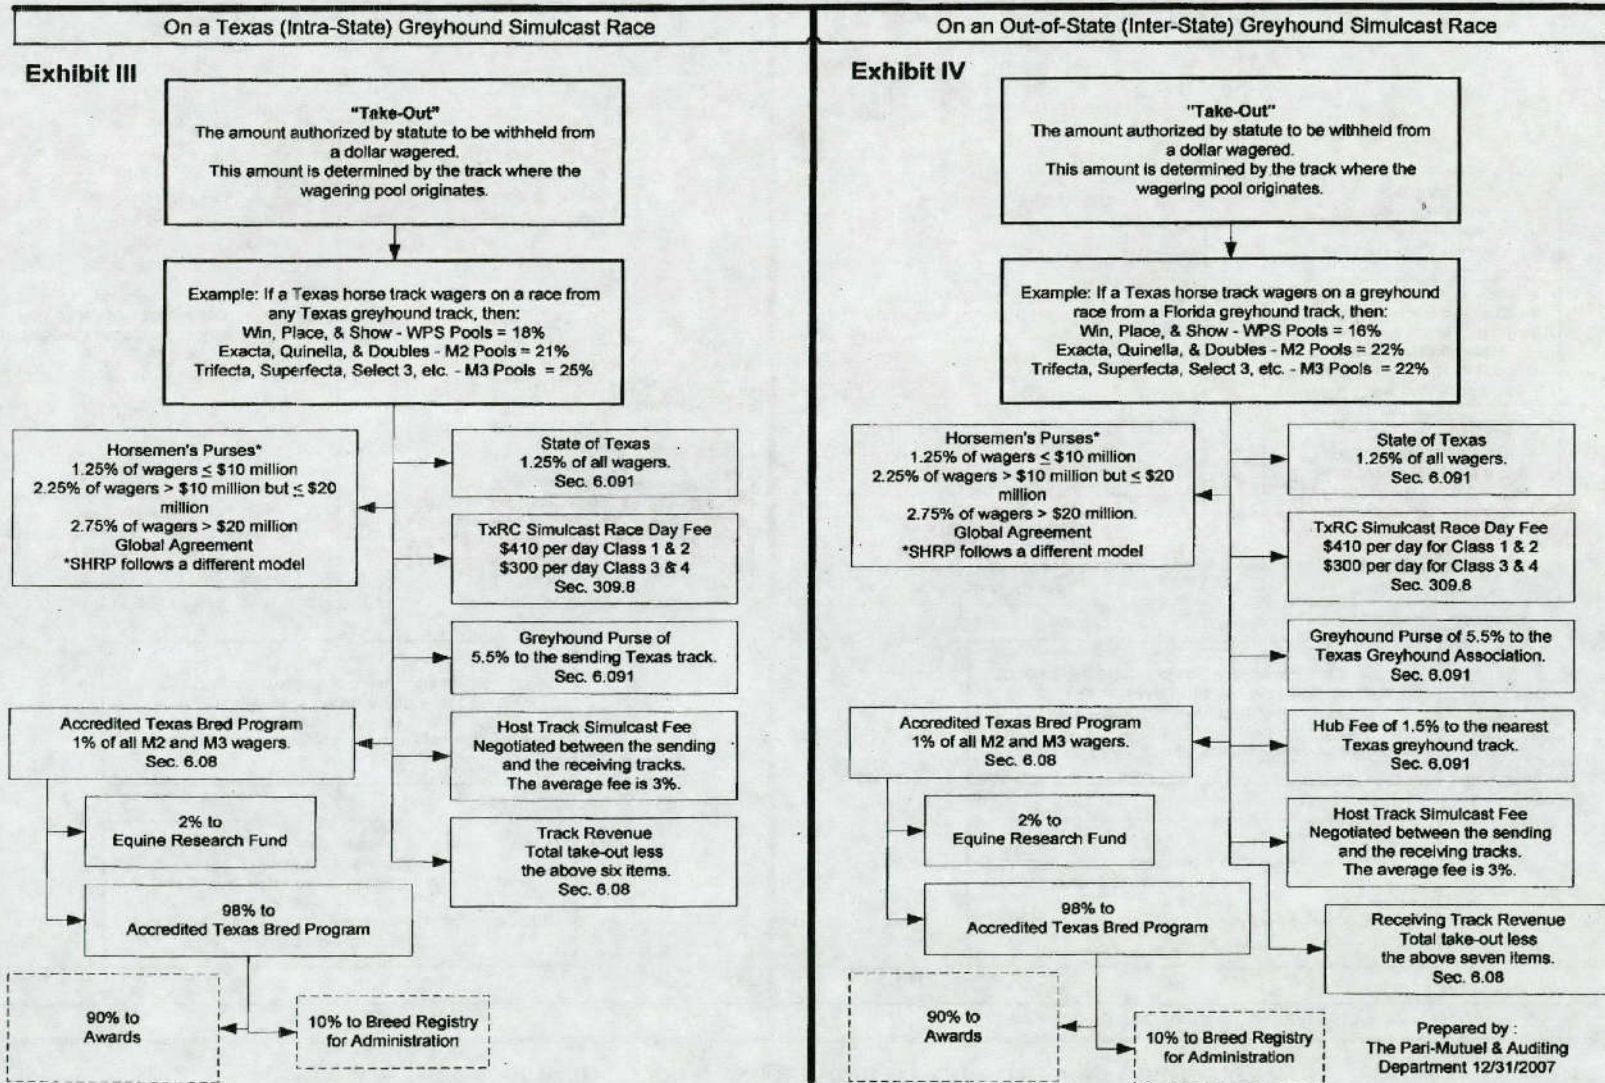 On a Texas (Intra-State) Greyhound Simulcast Race
Exhibit III
"Take-Out"
The amount authorized by statute to be withheld from
a dollar wagered.
This amount is determined by the track where the
wagering pool originates.
Example: If a Texas horse track wagers on a race from
any Texas greyhound track, then:
Win, Place, & Show - WPS Pools = 18%
Exacta, Quinella, & Doubles - M2 Pools = 21%
Trifecta, Superfecta, Select 3, etc. - M3 Pools = 25%
Horsemen's Purses*
1.25% of wagers ≤ $10 million
2.25% of wagers > $10 million but ≤ $20
million
2.75% of wagers > $20 million
Global Agreement
*SHRP follows a different model
State of Texas
1.25% of all wagers.
Sec. 6.091
TxRC Simulcast Race Day Fee
$410 per day Class 1 & 2
$300 per day Class 3 & 4
Sec. 309.8
Greyhound Purse of
5.5% to the sending Texas track.
Sec. 6.091
Accredited Texas Bred Program
1% of all M2 and M3 wagers.
Sec. 6.08
Host Track Simulcast Fee
Negotiated between the sending
and the receiving tracks.
The average fee is 3%.
2% to
Equine Research Fund
Track Revenue
Total take-out less
the above six items.
Sec. 6.08
98% to
Accredited Texas Bred Program
90% to
Awards
10% to Breed Registry
for Administration
On an Out-of-State (Inter-State) Greyhound Simulcast Race
Exhibit IV
"Take-Out"
The amount authorized by statute to be withheld from
a dollar wagered.
This amount is determined by the track where the
wagering pool originates.
Example: If a Texas horse track wagers on a greyhound
race from a Florida greyhound track, then:
Win, Place, & Show - WPS Pools = 16%
Exacta, Quinella, & Doubles - M2 Pools = 22%
Trifecta, Superfecta, Select 3, etc. - M3 Pools = 22%
Horsemen's Purses*
1.25% of wagers ≤ $10 million
2.25% of wagers > $10 million but ≤ $20
million
2.75% of wagers > $20 million.
Global Agreement
*SHRP follows a different model
State of Texas
1.25% of all wagers.
Sec. 6.091
TxRC Simulcast Race Day Fee
$410 per day for Class 1 & 2
$300 per day for Class 3 & 4
Sec. 309.8
Greyhound Purse of 5.5% to the
Texas Greyhound Association.
Sec. 6.091
Accredited Texas Bred Program
1% of all M2 and M3 wagers.
Sec. 6.08
Hub Fee of 1.5% to the nearest
Texas greyhound track.
Sec. 6.091
2% to
Equine Research Fund
Host Track Simulcast Fee
Negotiated between the sending
and the receiving tracks.
The average fee is 3%.
98% to
Accredited Texas Bred Program
Receiving Track Revenue
Total take-out less
the above seven items.
Sec. 6.08
90% to
Awards
10% to Breed Registry
for Administration
Prepared by :
The Pari-Mutuel & Auditing
Department 12/31/2007